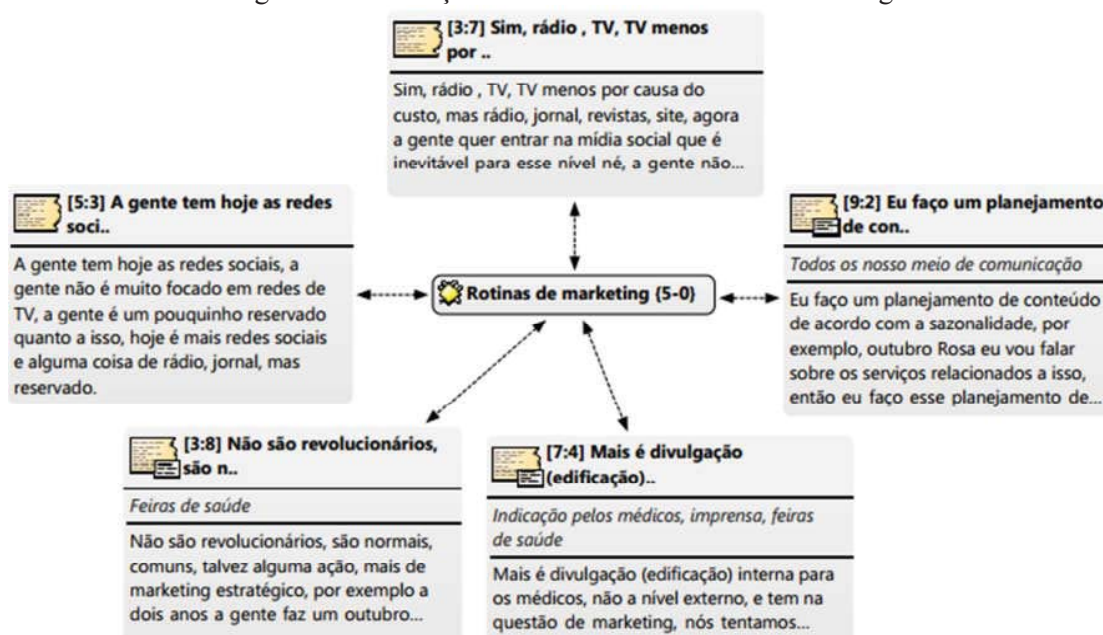 [3:7] Sim, rádio , TV, TV menos
por ..
Sim, rádio , TV, TV menos por causa do
custo, mas rádio, jornal, revistas, site, agora
a gente quer entrar na mídia social que é
inevitável para esse nível né, a gente não...
[5:3] A gente tem hoje as redes
soci..
A gente tem hoje as redes sociais, a
gente não é muito focado em redes de
TV, a gente é um pouquinho reservado
quanto a isso, hoje é mais redes sociais
e alguma coisa de rádio, jornal, mas
reservado.
Rotinas de marketing {5-0}
[9:2] Eu faço um planejamento
de con..
Todos os nosso meio de comunicação
Eu faço um planejamento de conteúdo
de acordo com a sazonalidade, por
exemplo, outubro Rosa eu vou falar
sobre os serviços relacionados a isso,
então eu faço esse planejamento de...
[3:8] Não são revolucionários,
são n..
Feiras de saúde
Não são revolucionários, são normais,
comuns, talvez alguma ação, mais de
marketing estratégico, por exemplo a
dois anos a gente faz um outubro...
[7:4] Mais é divulgação
(edificação)..
Indicação pelos médicos, imprensa, feiras
de saúde
Mais é divulgação (edificação) interna para
os médicos, não a nível externo, e tem na
questão de marketing, nós tentamos...